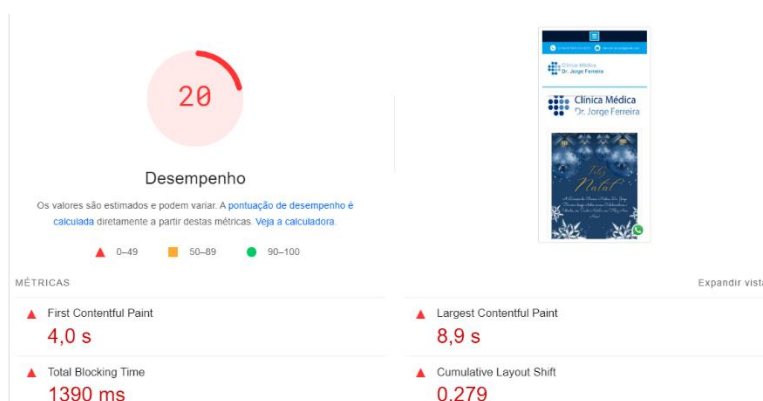 20
Desempenho
Os valores são estimados e podem variar. A pontuação de desempenho é
calculada diretamente a partir destas métricas. Veja a calculadora.
0–49
50–89
90–100
Clínica Médica
Dr. Jorge Ferreira
Clínica Médica
Dr. Jorge Ferreira
Feliz
Natal
MÉTRICAS
Expandir vista
First Contentful Paint
4,0 s
Largest Contentful Paint
8,9 s
Total Blocking Time
1390 ms
Cumulative Layout Shift
0,279